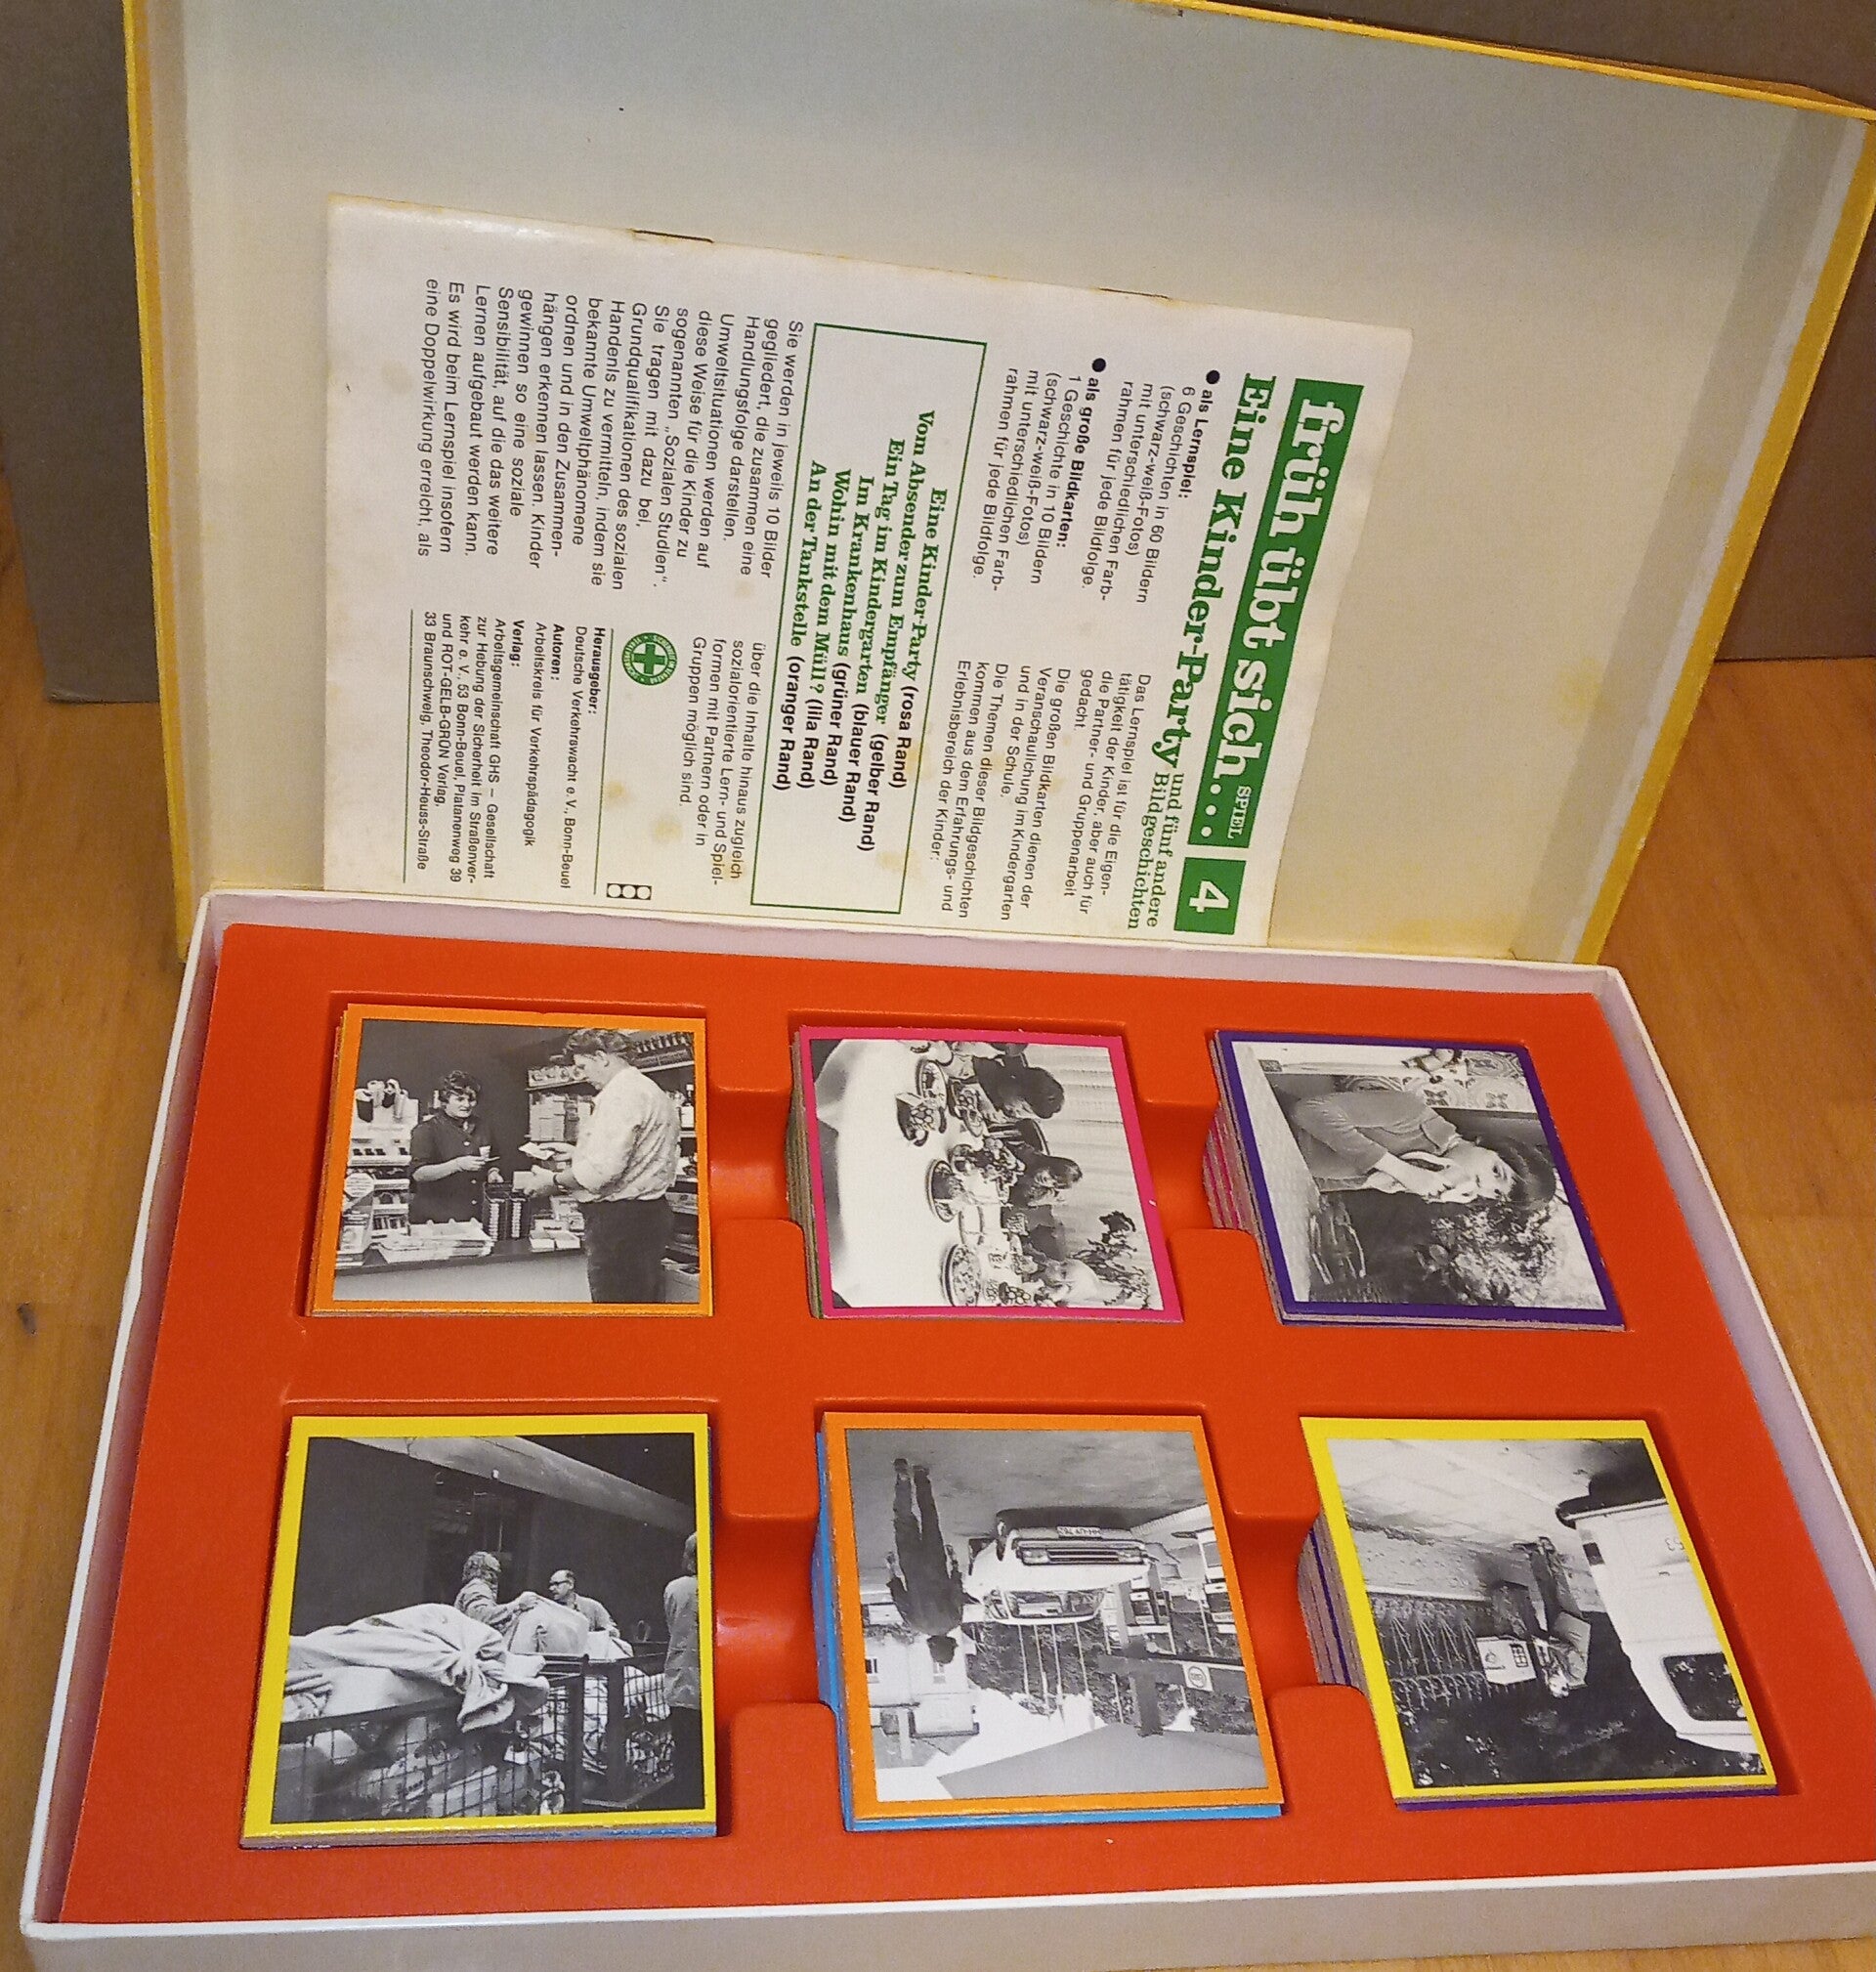 früh übt sich...
SPIEL
4
Eine Kinder-Party
und fünf andere
Bildgeschichten
● als Lernspiel:
6 Geschichten in 60 Bildern
(schwarz-weiß-Fotos)
mit unterschiedlichen Farb-
rahmen für jede Bildfolge.
● als große Bildkarten:
1 Geschichte in 10 Bildern
(schwarz-weiß-Fotos)
mit unterschiedlichen Farb-
rahmen für jede Bildfolge.
Das Lernspiel ist für die Eigen-
tätigkeit der Kinder, aber auch für
die Partner- und Gruppenarbeit
gedacht.
Die großen Bildkarten dienen der
Veranschaulichung im Kindergarten
und in der Schule.
Die Themen dieser Bildgeschichten
kommen aus dem Erfahrungs- und
Erlebnisbereich der Kinder:
Eine Kinder-Party (rosa Rand)
Vom Absender zum Empfänger (gelber Rand)
Ein Tag im Kindergarten (blauer Rand)
Im Krankenhaus (grüner Rand)
Wohin mit dem Müll? (lila Rand)
An der Tankstelle (oranger Rand)
Sie werden in jeweils 10 Bilder
gegliedert, die zusammen eine
Handlungsfolge darstellen.
Umweltsituationen werden auf
diese Weise für die Kinder zu
sogenannten „Sozialen Studien“.
Sie tragen mit dazu bei,
Grundqualifikationen des sozialen
Handenls zu vermitteln, indem sie
bekannte Umweltphänomene
ordnen und in den Zusammen-
hängen erkennen lassen. Kinder
gewinnen so eine soziale
Sensibilität, auf die das weitere
Lernen aufgebaut werden kann.
Es wird beim Lernspiel insofern
eine Doppelwirkung erreicht, als
über die Inhalte hinaus zugleich
sozialorientierte Lern- und Spiel-
formen mit Partnern oder in
Gruppen möglich sind.
Herausgeber:
Deutsche Verkehrswacht e.V., Bonn-Beuel
Autoren:
Arbeitskreis für Verkehrspädagogik
Verlag:
Arbeitsgemeinschaft GHS – Gesellschaft
zur Hebung der Sicherheit im Straßenver-
kehr e.V., 53 Bonn-Beuel, Platanenweg 39
und ROT-GELB-GRÜN Verlag,
33 Braunschweig, Theodor-Heuss-Straße
53